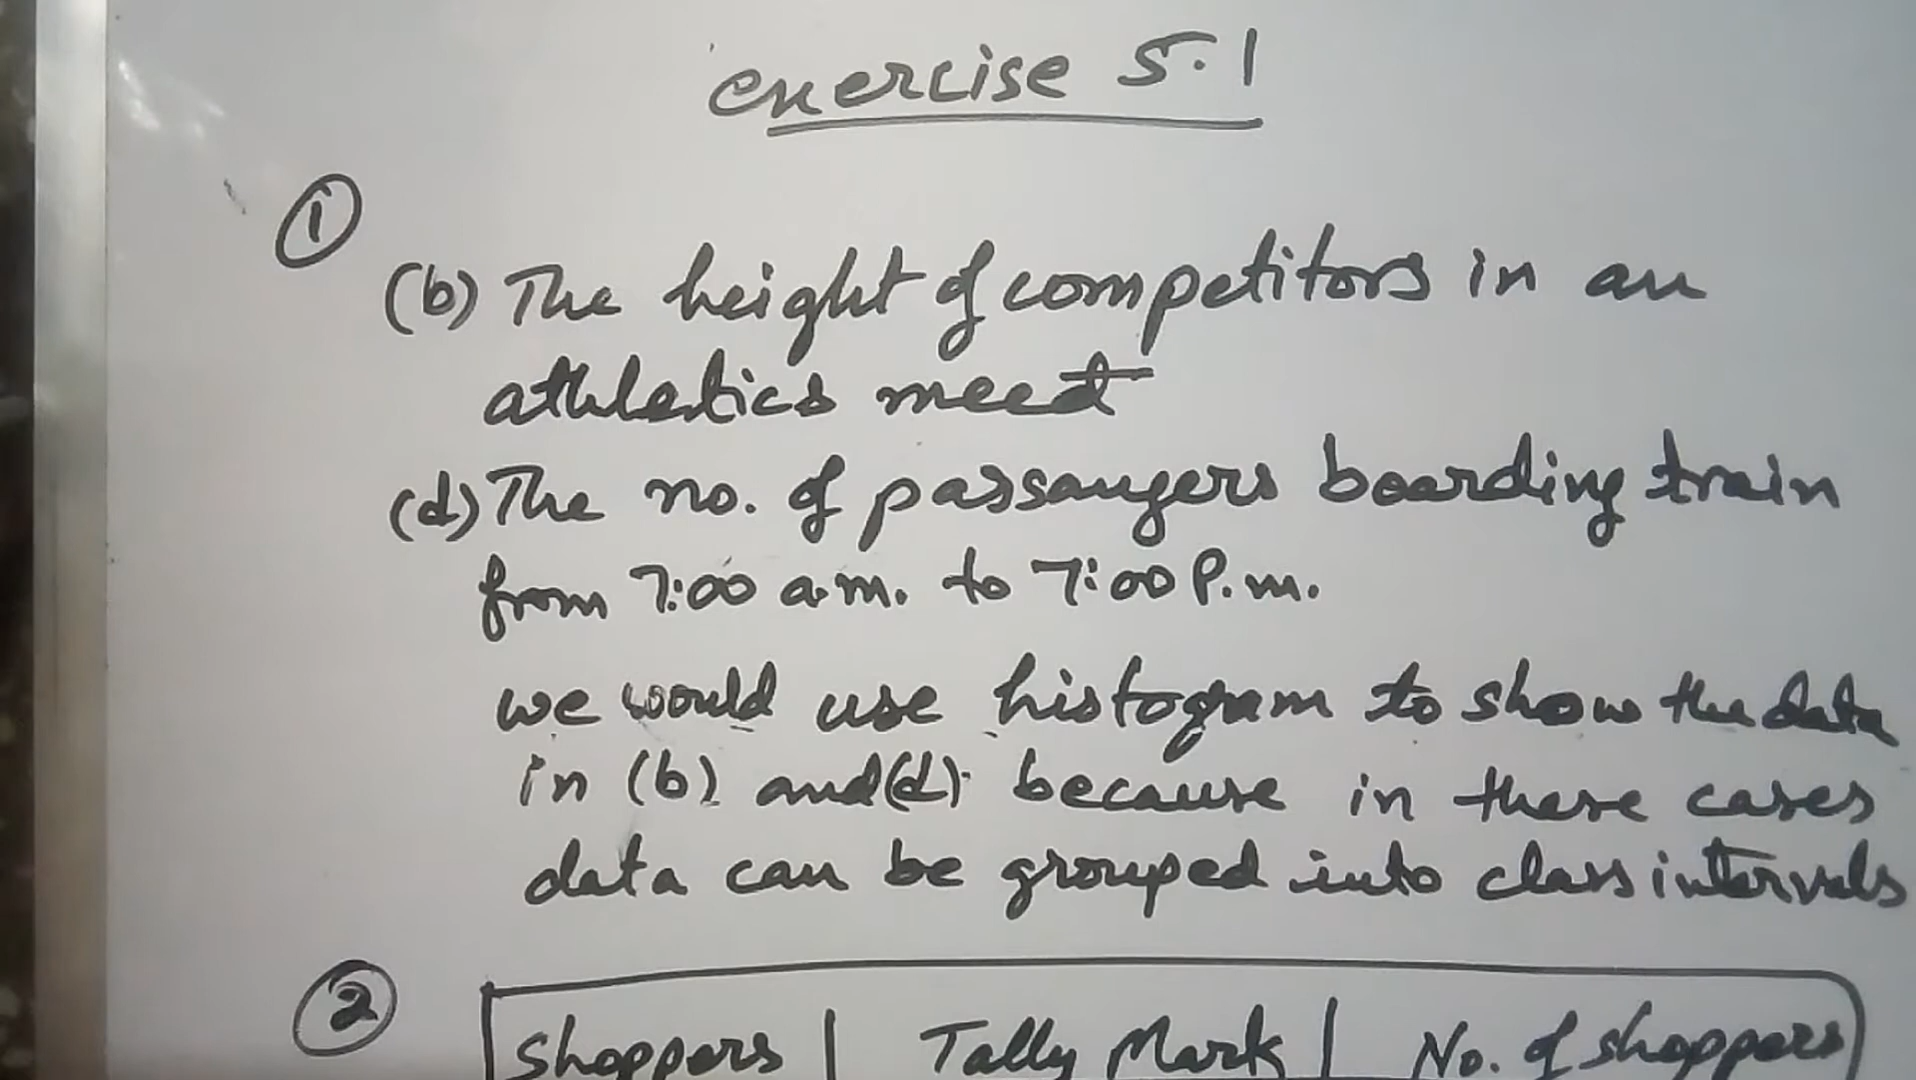 exercise 5.1
①
(b) The height of competitors in an
athletics meet
(d) The no. of passangers boarding train
from 7:00 a.m. to 7:00 P.m.
we would use histogram to show the data
in (b) and (d). because in these cases
data can be grouped into class intervals
②
Shoppers | Tally Mark | No. of shoppers